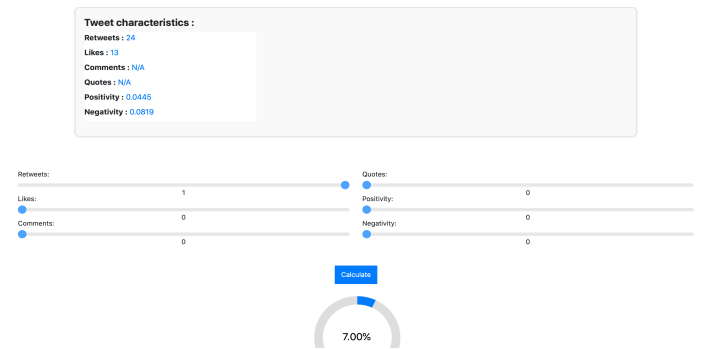 Tweet characteristics :
Retweets : 24
Likes : 13
Comments : N/A
Quotes : N/A
Positivity : 0.0445
Negativity : 0.0819
Retweets:
1
Likes:
0
Comments:
0
Quotes:
0
Positivity:
0
Negativity:
0
Calculate
7.00%